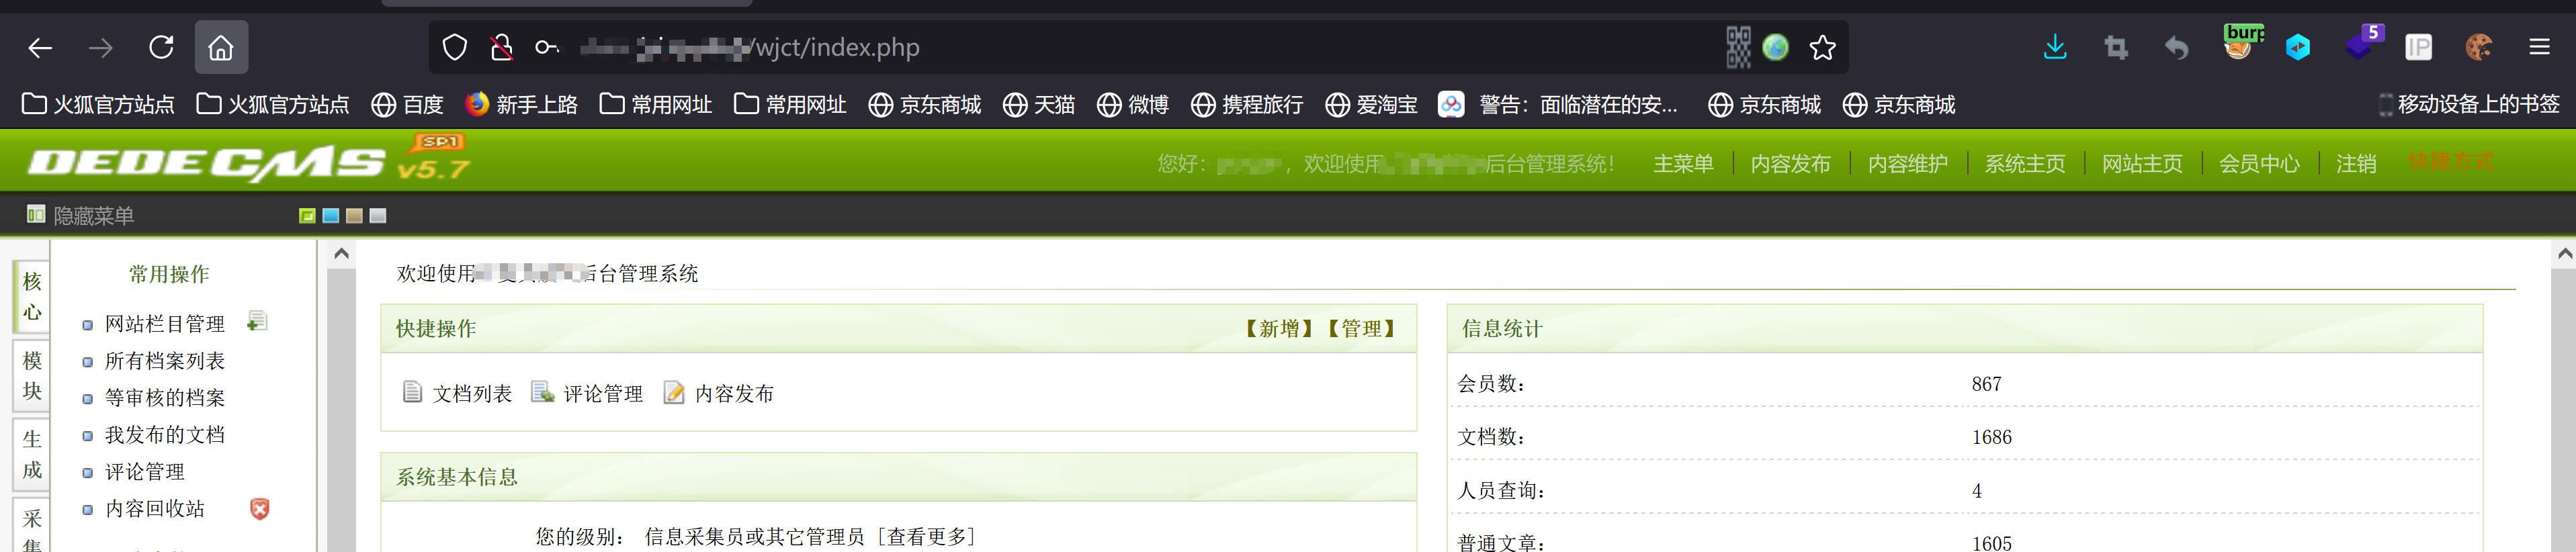 /wjct/index.php
burp
5
IP
火狐官方站点 火狐官方站点 百度 新手上路 常用网址 常用网址 京东商城 天猫 微博 携程旅行 爱淘宝 警告：面临潜在的安... 京东商城 京东商城 移动设备上的书签
DEDECMS v5.7 SP1
您好： ，欢迎使用 后台管理系统！ 主菜单 内容发布 内容维护 系统主页 网站主页 会员中心 注销 快捷方式
隐藏菜单
核心
模块
生成
采集
常用操作
网站栏目管理
所有档案列表
等审核的档案
我发布的文档
评论管理
内容回收站
欢迎使用 后台管理系统
快捷操作 【新增】【管理】
文档列表 评论管理 内容发布
系统基本信息
您的级别： 信息采集员或其它管理员 [查看更多]
信息统计
会员数： 867
文档数： 1686
人员查询： 4
普通文章： 1605